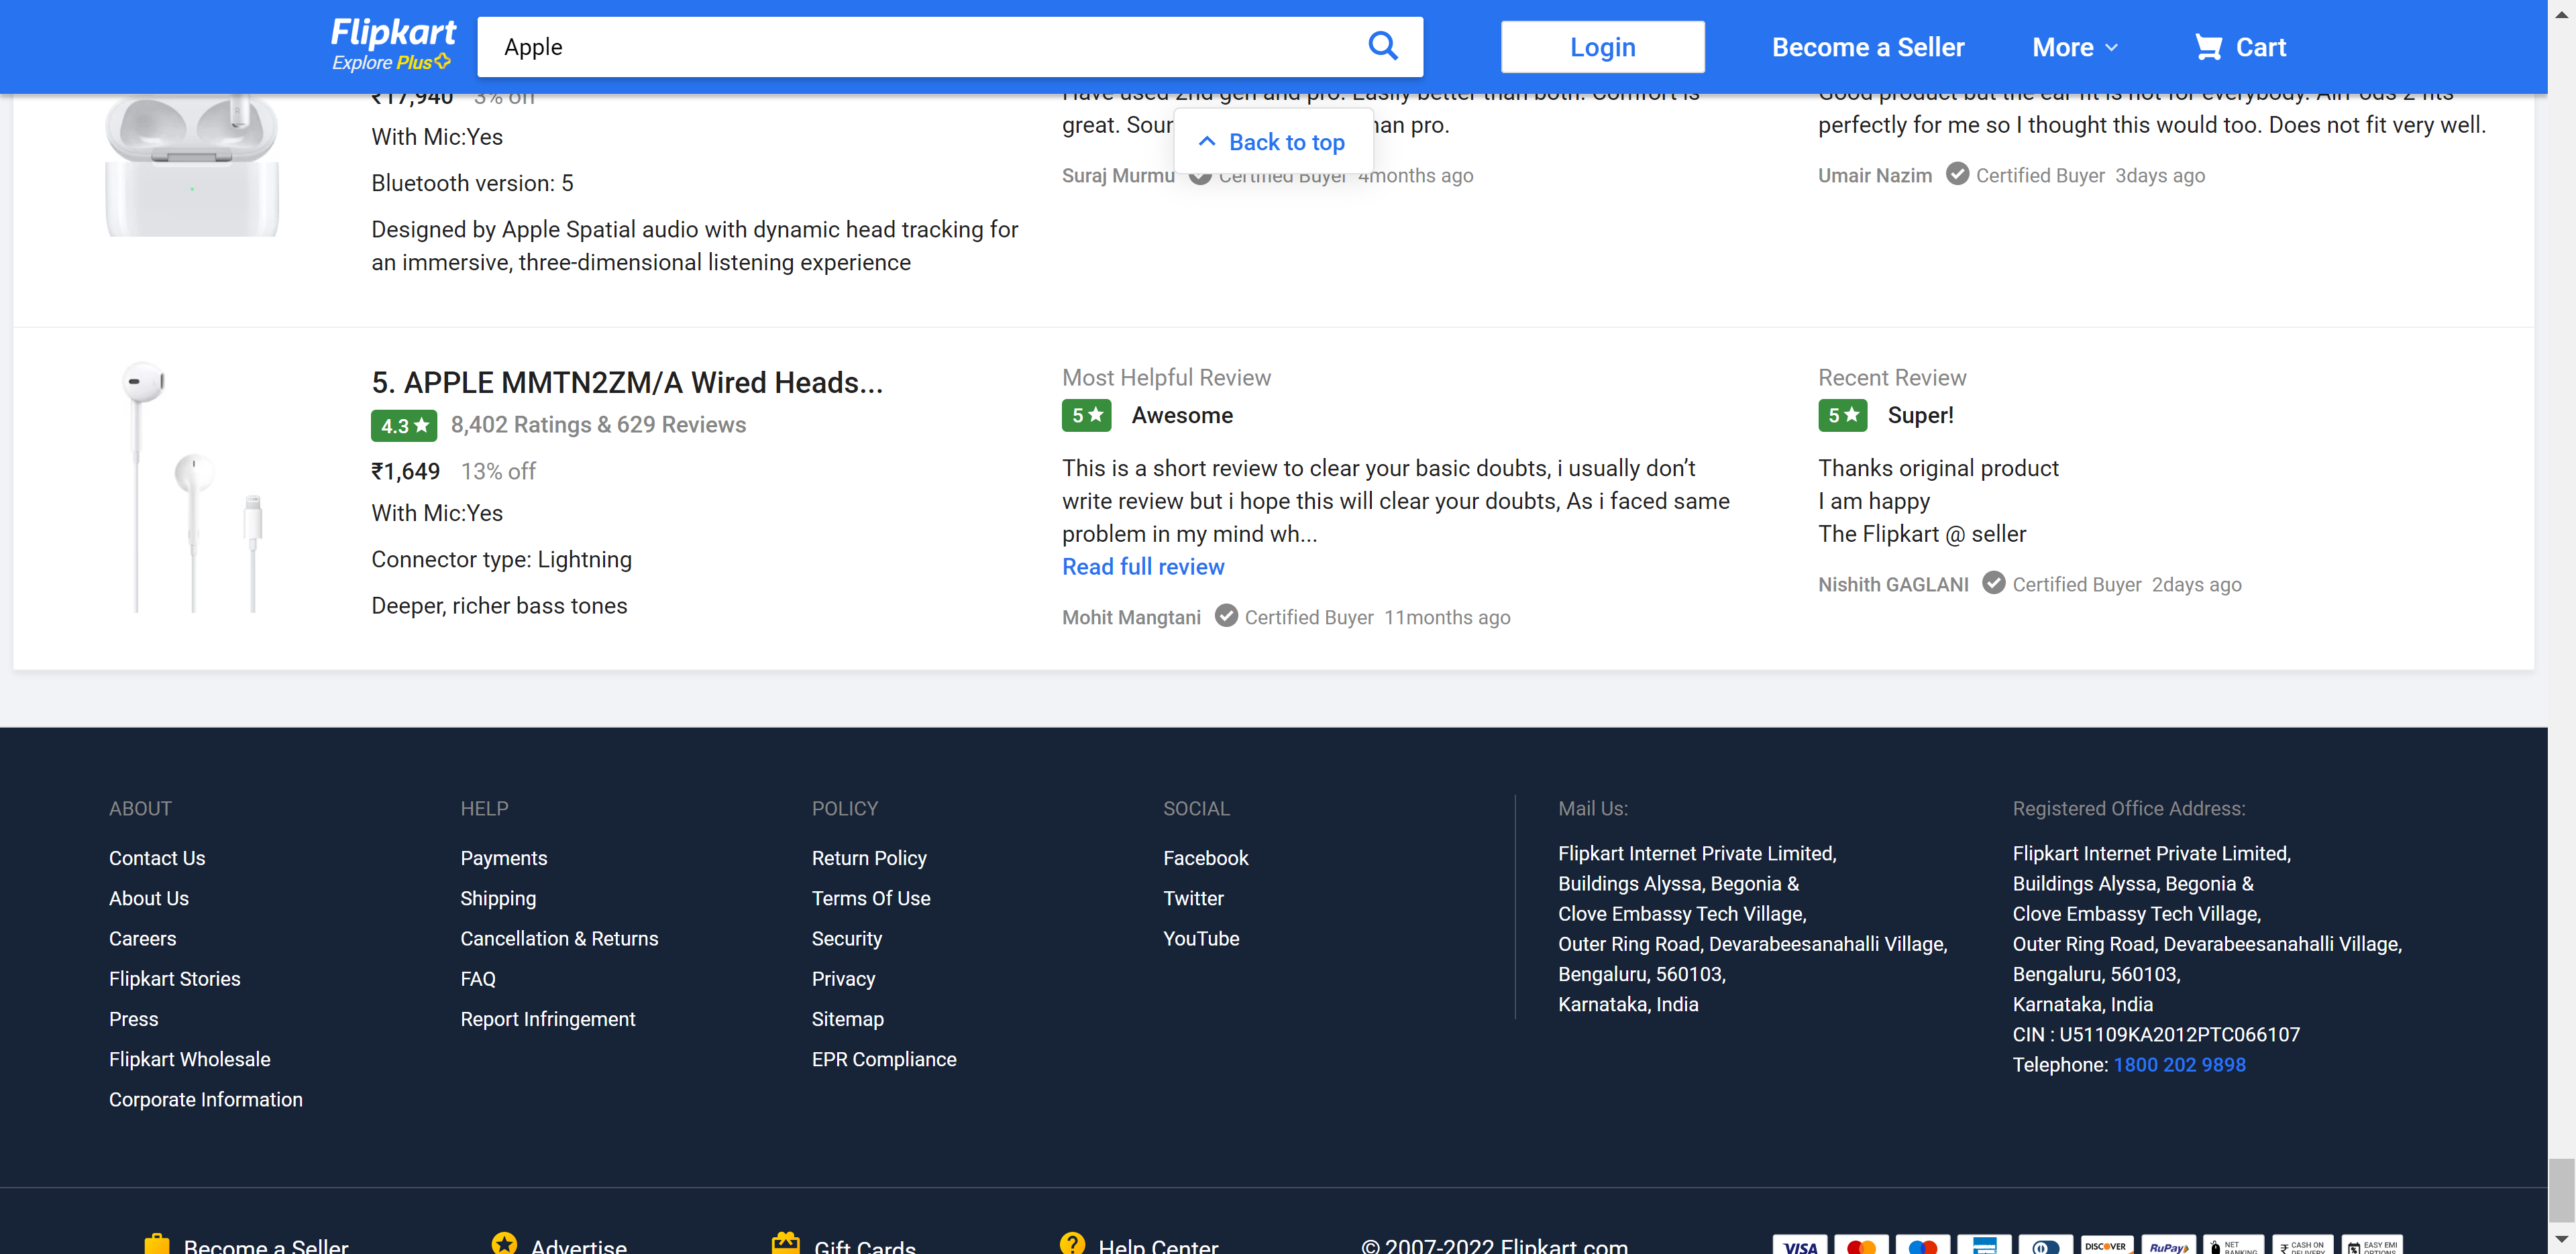 Flipkart
Explore Plus
Apple
Login
Become a Seller
More
Cart
₹17,940 3% off
With Mic:Yes
Bluetooth version: 5
Designed by Apple Spatial audio with dynamic head tracking for
an immersive, three-dimensional listening experience
Have used 2nd gen and pro. Easily better than both. Comfort is
great. Sour an pro.
Back to top
Suraj Murmu Certified Buyer 4months ago
Good product but the ear fit is not for everybody. AirPods 2 fits
perfectly for me so I thought this would too. Does not fit very well.
Umair Nazim Certified Buyer 3days ago
5. APPLE MMTN2ZM/A Wired Heads...
4.3 8,402 Ratings & 629 Reviews
₹1,649 13% off
With Mic:Yes
Connector type: Lightning
Deeper, richer bass tones
Most Helpful Review
5 Awesome
This is a short review to clear your basic doubts, i usually don’t
write review but i hope this will clear your doubts, As i faced same
problem in my mind wh...
Read full review
Mohit Mangtani Certified Buyer 11months ago
Recent Review
5 Super!
Thanks original product
I am happy
The Flipkart @ seller
Nishith GAGLANI Certified Buyer 2days ago
ABOUT
Contact Us
About Us
Careers
Flipkart Stories
Press
Flipkart Wholesale
Corporate Information
HELP
Payments
Shipping
Cancellation & Returns
FAQ
Report Infringement
POLICY
Return Policy
Terms Of Use
Security
Privacy
Sitemap
EPR Compliance
SOCIAL
Facebook
Twitter
YouTube
Mail Us:
Flipkart Internet Private Limited,
Buildings Alyssa, Begonia &
Clove Embassy Tech Village,
Outer Ring Road, Devarabeesanahalli Village,
Bengaluru, 560103,
Karnataka, India
Registered Office Address:
Flipkart Internet Private Limited,
Buildings Alyssa, Begonia &
Clove Embassy Tech Village,
Outer Ring Road, Devarabeesanahalli Village,
Bengaluru, 560103,
Karnataka, India
CIN : U51109KA2012PTC066107
Telephone: 1800 202 9898
Become a Seller
Advertise
Gift Cards
Help Center
© 2007-2022 Flipkart.com
VISA
DISCOVER
RuPay
NET
BANKING
CASH ON
DELIVERY
EASY EMI
OPTIONS